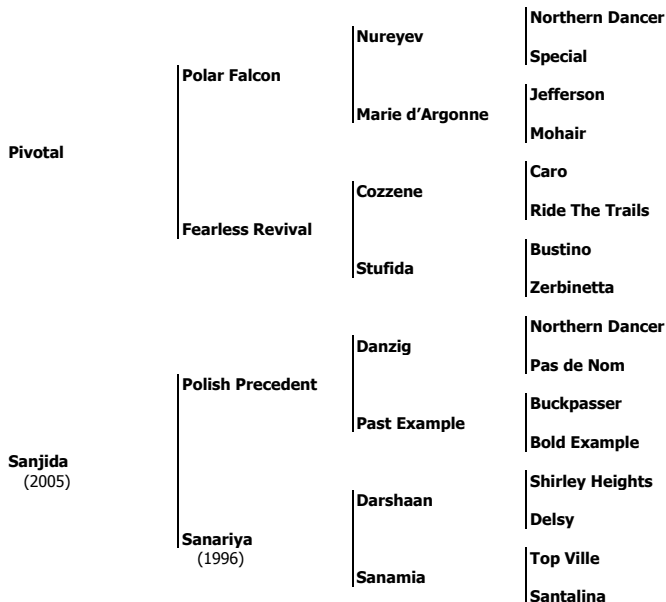 Northern Dancer
Nureyev
Special
Polar Falcon
Jefferson
Marie d'Argonne
Mohair
Pivotal
Caro
Cozzene
Ride The Trails
Fearless Revival
Bustino
Stufida
Zerbinetta
Northern Dancer
Danzig
Pas de Nom
Polish Precedent
Buckpasser
Past Example
Bold Example
Sanjida
(2005)
Shirley Heights
Darshaan
Delsy
Sanariya
(1996)
Top Ville
Sanamia
Santalina